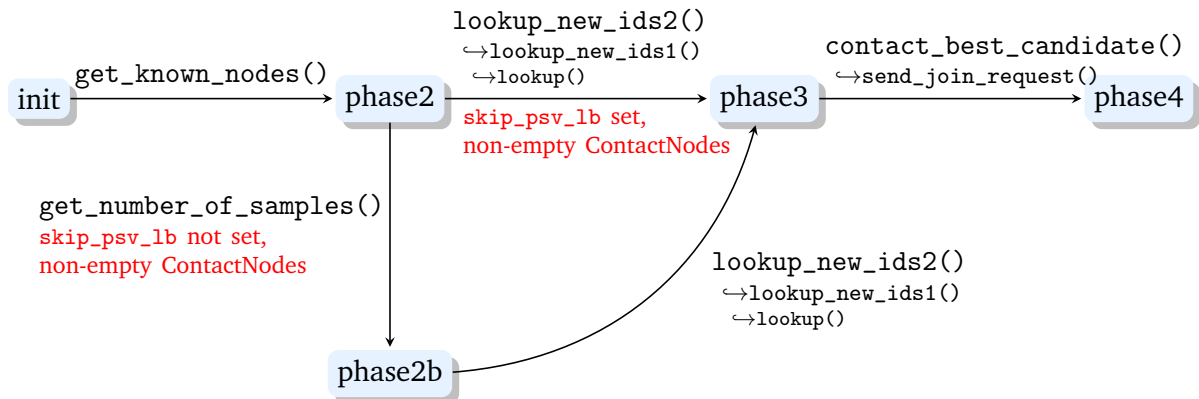 lookup_new_ids2()
↪lookup_new_ids1()
↪lookup()
contact_best_candidate()
↪send_join_request()
get_known_nodes()
init
phase2
phase3
phase4
skip_psv_lb set,
non-empty ContactNodes
get_number_of_samples()
skip_psv_lb not set,
non-empty ContactNodes
lookup_new_ids2()
↪lookup_new_ids1()
↪lookup()
phase2b